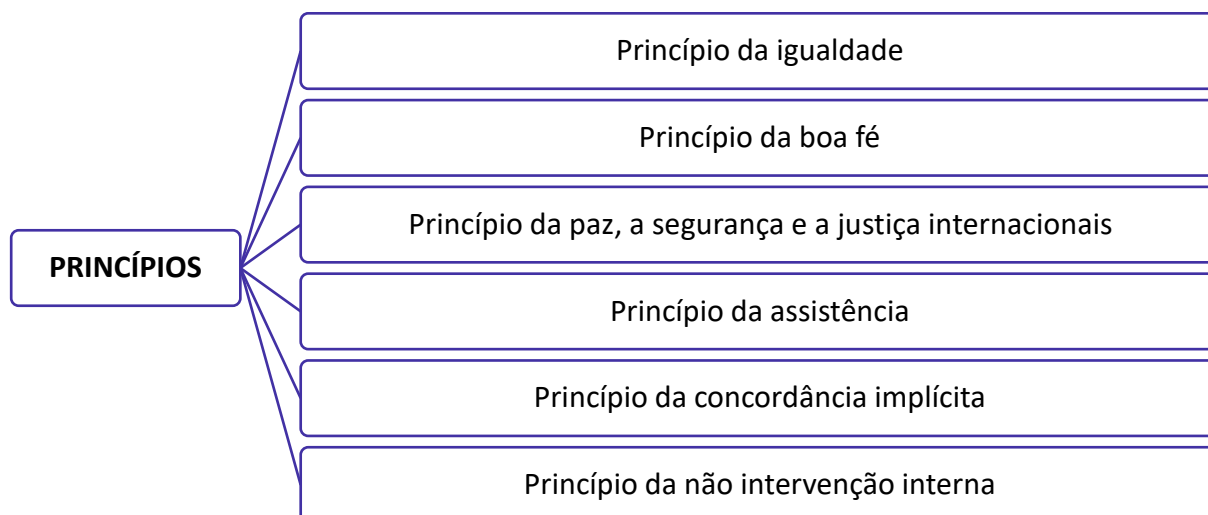 PRINCÍPIOS
Princípio da igualdade
Princípio da boa fé
Princípio da paz, a segurança e a justiça internacionais
Princípio da assistência
Princípio da concordância implícita
Princípio da não intervenção interna